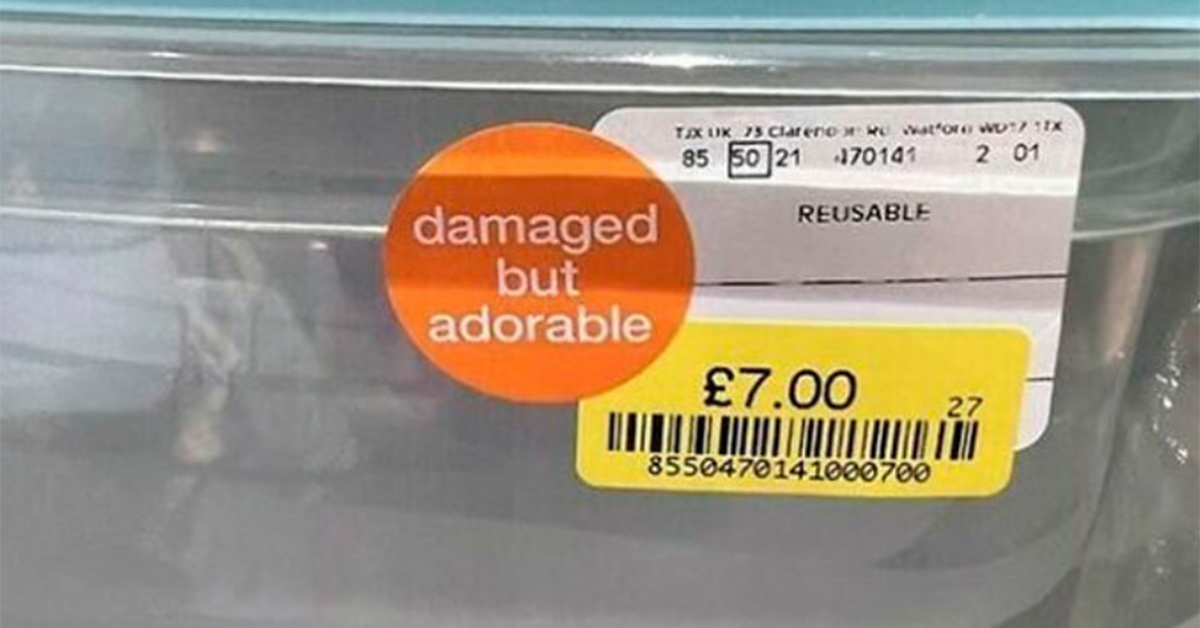 TJX UK 73 Clarendon Rd Watford WD17 1TX
85 50 21 470141 2 01
REUSABLE
damaged
but
adorable
£7.00
27
8550470141000700